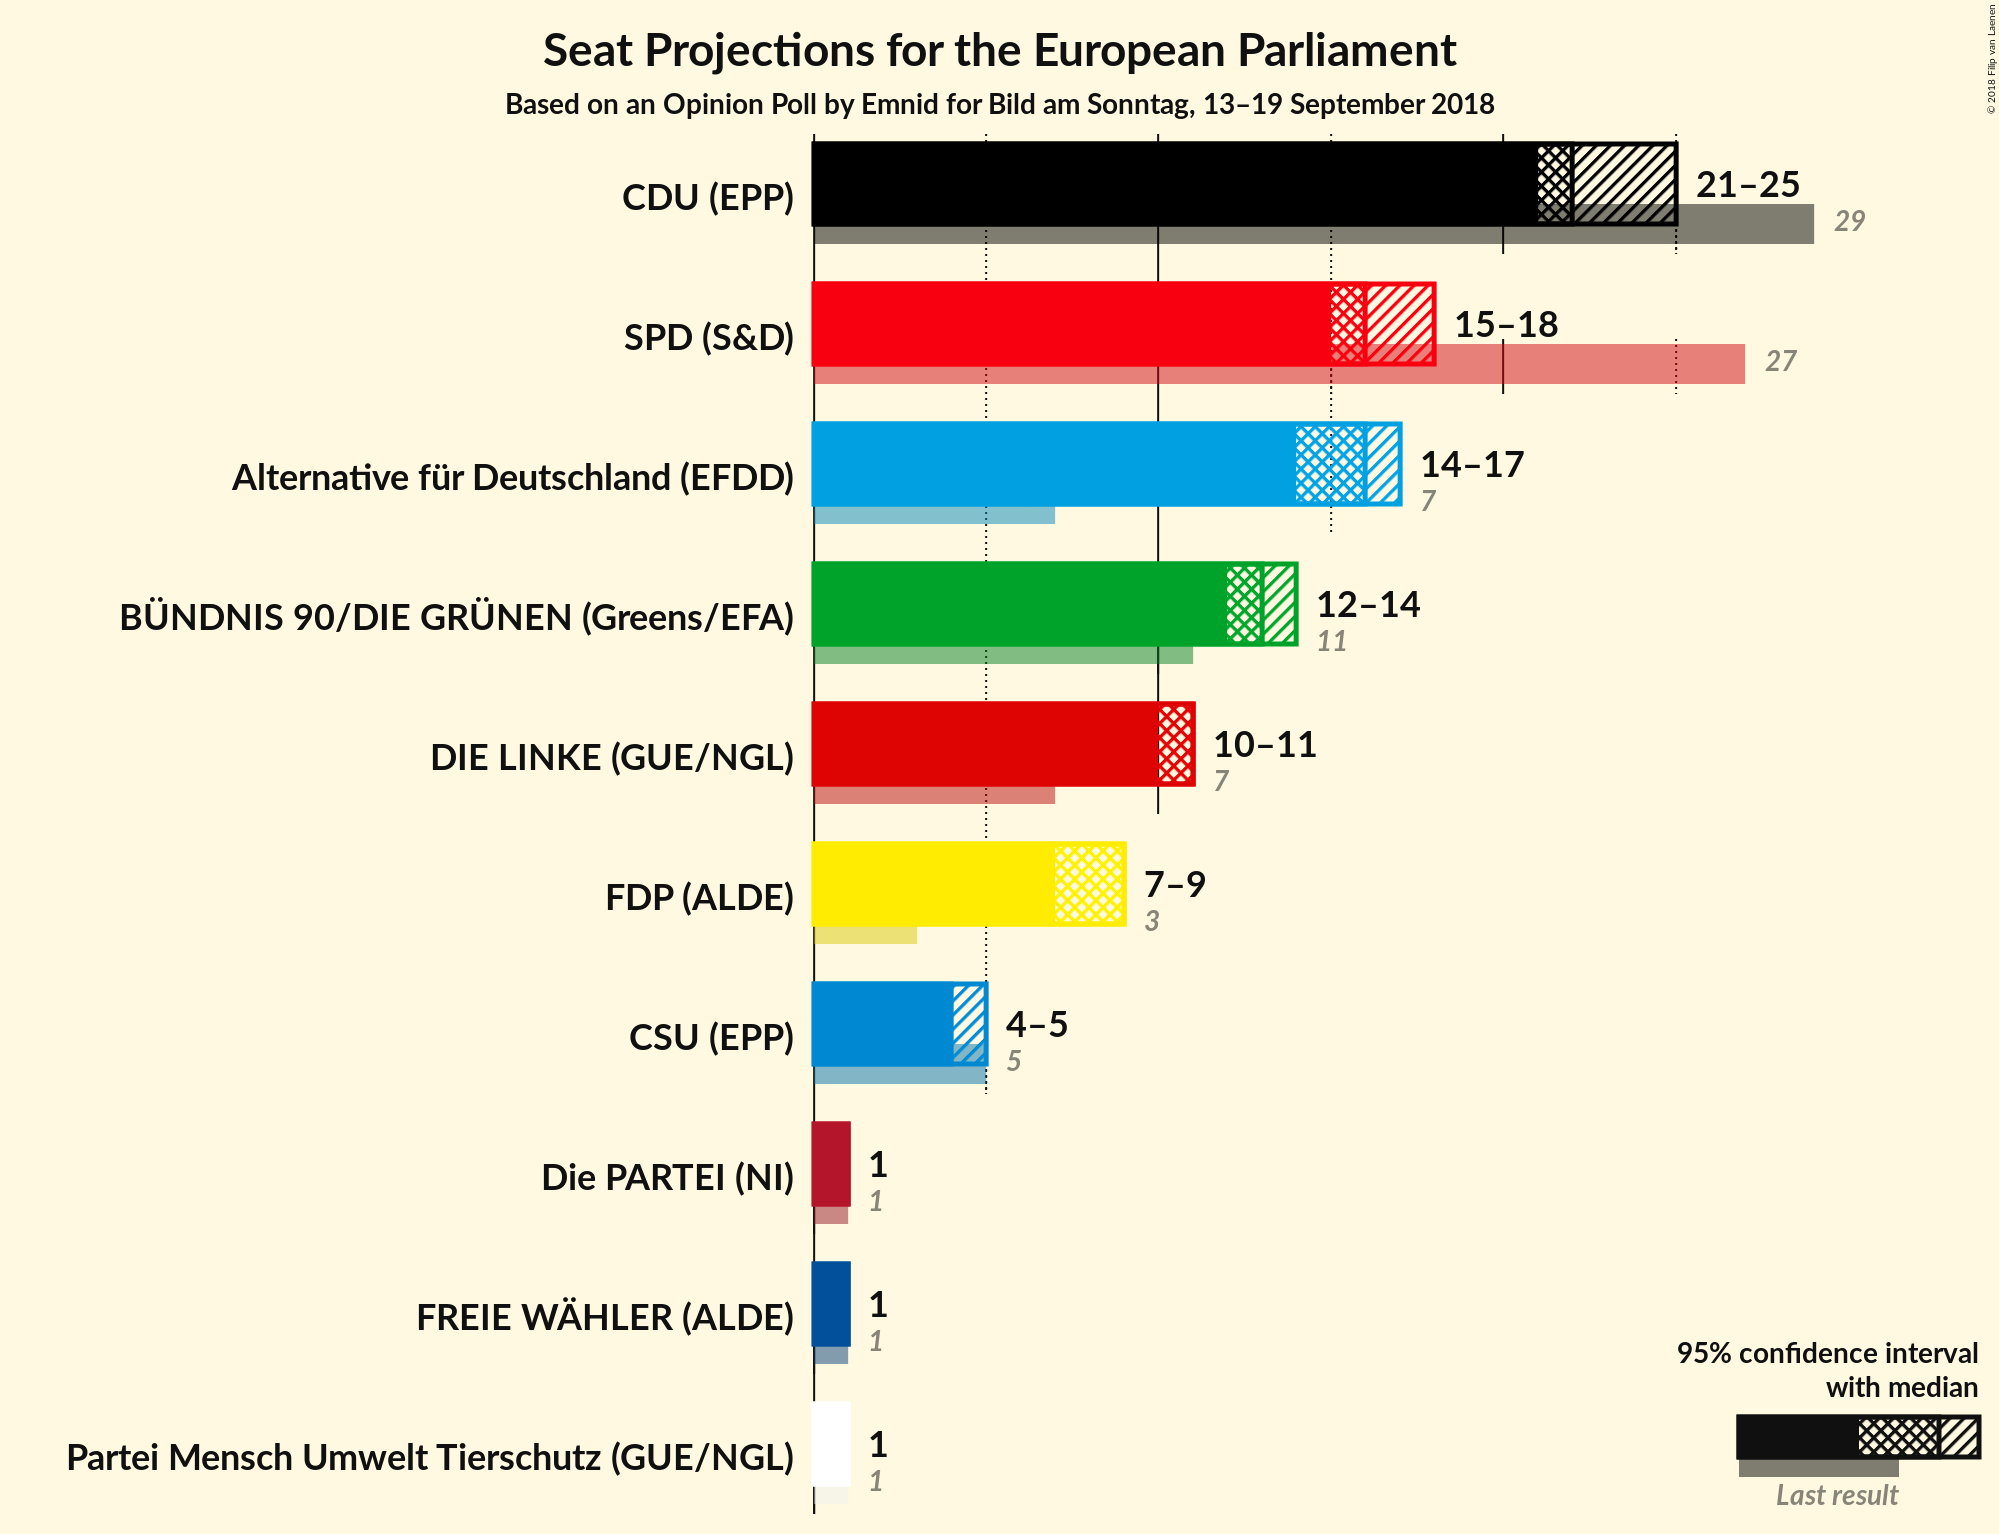 Seat Projections for the European Parliament
Based on an Opinion Poll by Emnid for Bild am Sonntag, 13–19 September 2018
© 2018 Filip van Laenen
CDU (EPP)
21–25
29
SPD (S&D)
15–18
27
Alternative für Deutschland (EFDD)
14–17
7
BÜNDNIS 90/DIE GRÜNEN (Greens/EFA)
12–14
11
DIE LINKE (GUE/NGL)
10–11
7
FDP (ALDE)
7–9
3
CSU (EPP)
4–5
5
Die PARTEI (NI)
1
1
FREIE WÄHLER (ALDE)
1
1
Partei Mensch Umwelt Tierschutz (GUE/NGL)
1
1
95% confidence interval
with median
Last result